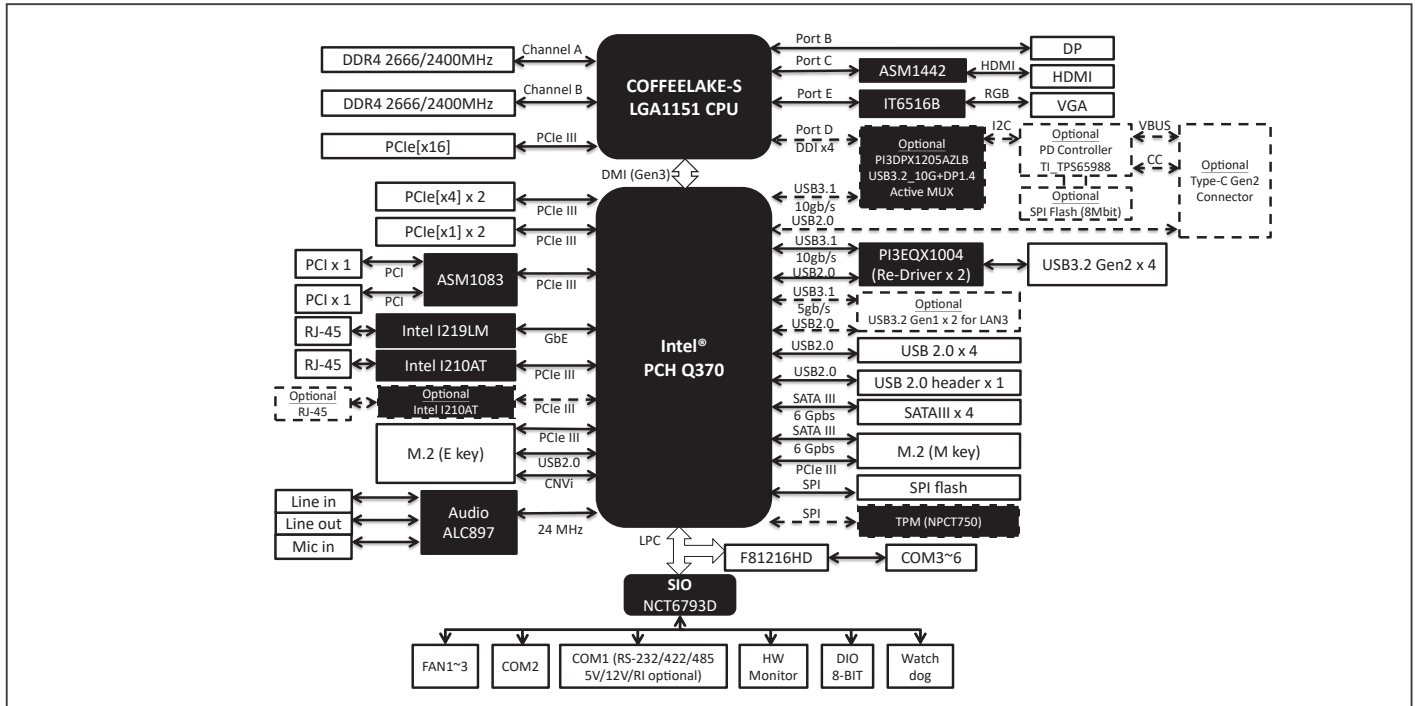 DDR4 2666/2400MHz
Channel A
DDR4 2666/2400MHz
Channel B
PCIe[x16]
PCIe III
COFFEELAKE-S
LGA1151 CPU
Port B
DP
Port C
ASM1442
HDMI
HDMI
Port E
IT6516B
RGB
VGA
Port D
DDI x4
Optional
PI3DPX1205AZLB
USB3.2_10G+DP1.4
Active MUX
I2C
Optional
PD Controller
TI_TPS65988
Optional
SPI Flash (8Mbit)
VBUS
CC
Optional
Type-C Gen2
Connector
DMI (Gen3)
PCIe[x4] x 2
PCIe III
PCIe[x1] x 2
PCIe III
PCI x 1
PCI
PCI x 1
PCI
ASM1083
PCIe III
RJ-45
Intel I219LM
GbE
RJ-45
Intel I210AT
PCIe III
Optional
RJ-45
Optional
Intel I210AT
PCIe III
M.2 (E key)
PCIe III
USB2.0
CNVi
Line in
Line out
Mic in
Audio
ALC897
24 MHz
Intel®
PCH Q370
USB3.1
10gb/s
USB2.0
USB3.1
10gb/s
USB2.0
PI3EQX1004
(Re-Driver x 2)
USB3.2 Gen2 x 4
USB3.1
5gb/s
USB2.0
Optional
USB3.2 Gen1 x 2 for LAN3
USB2.0
USB 2.0 x 4
USB2.0
USB 2.0 header x 1
SATA III
6 Gpbs
SATAIII x 4
SATA III
6 Gpbs
PCIe III
M.2 (M key)
SPI
SPI flash
SPI
TPM (NPCT750)
LPC
F81216HD
COM3~6
SIO
NCT6793D
FAN1~3
COM2
COM1 (RS-232/422/485
5V/12V/RI optional)
HW
Monitor
DIO
8-BIT
Watch
dog